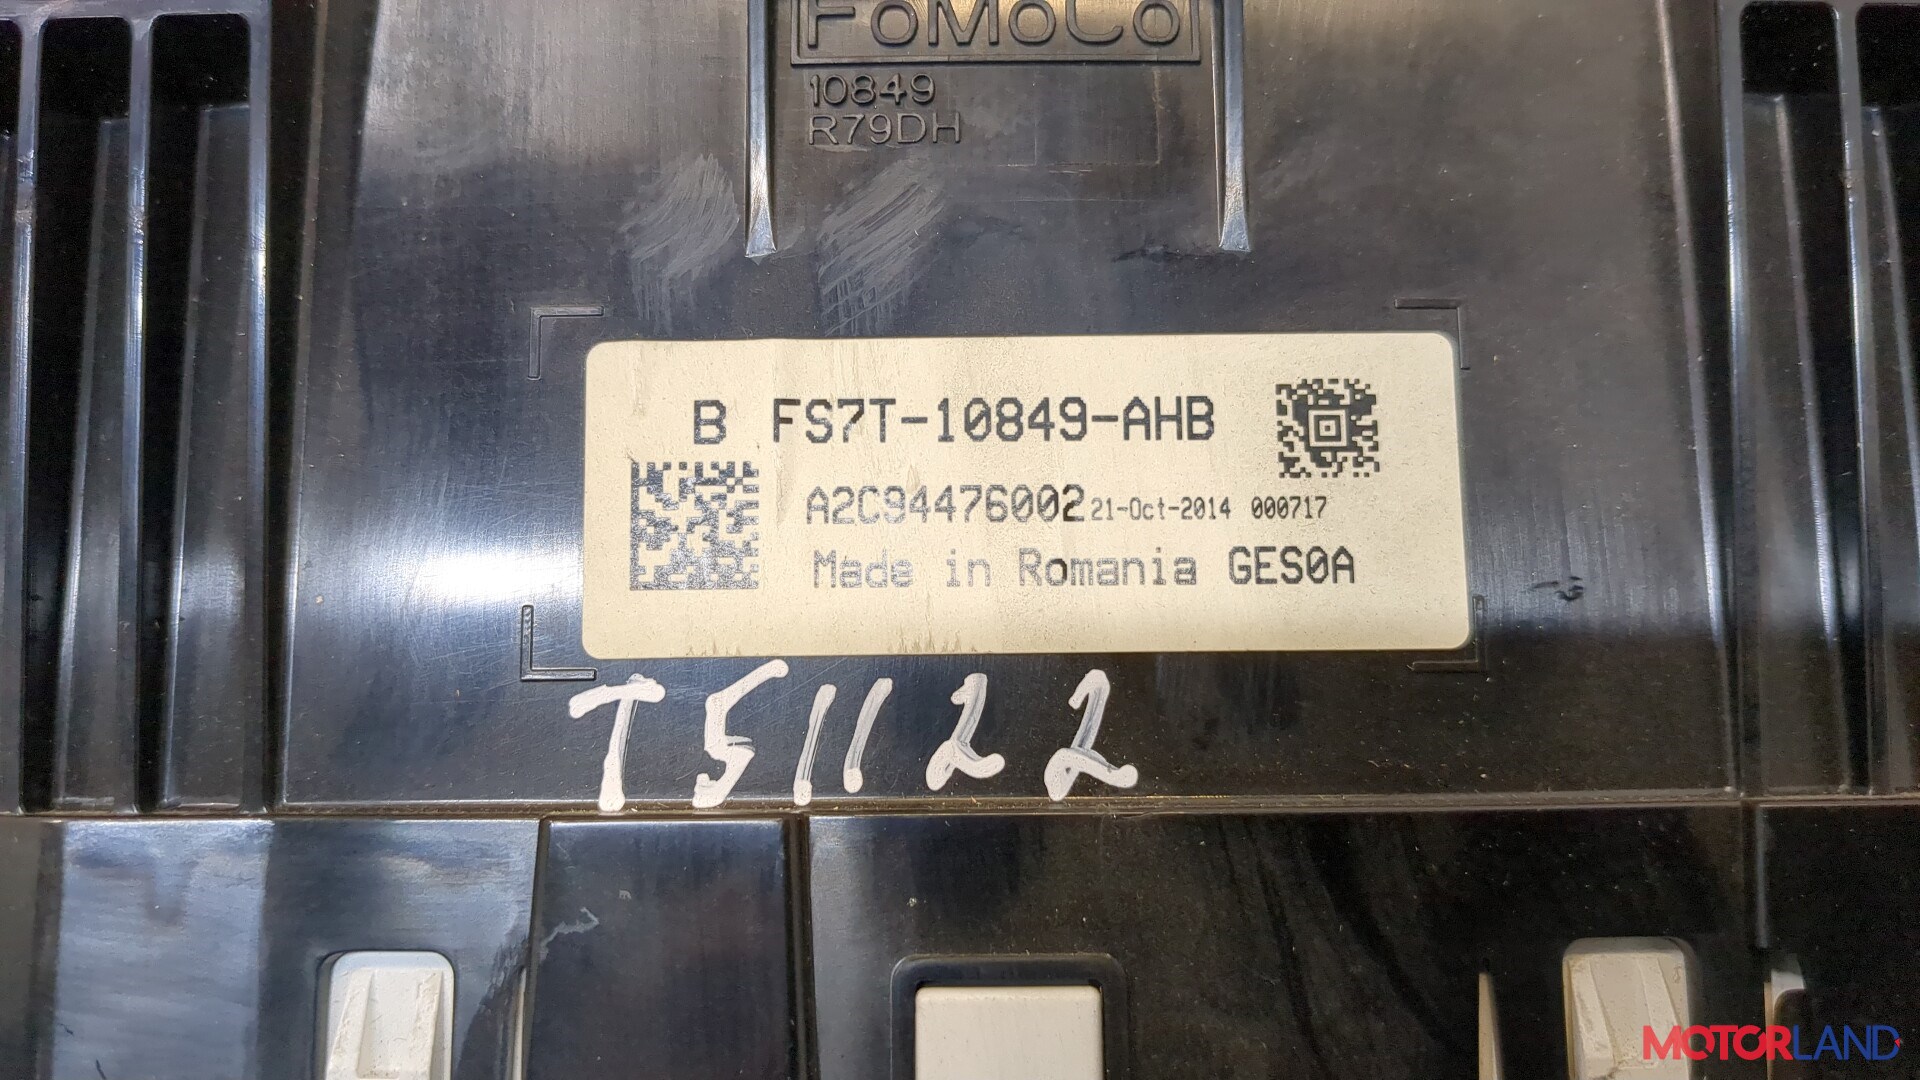 FoMoCo
10849
R79DH
B FS7T-10849-AHB
A2C94476002 21-Oct-2014 000717
Made in Romania GES0A
T51122
MOTORLAND